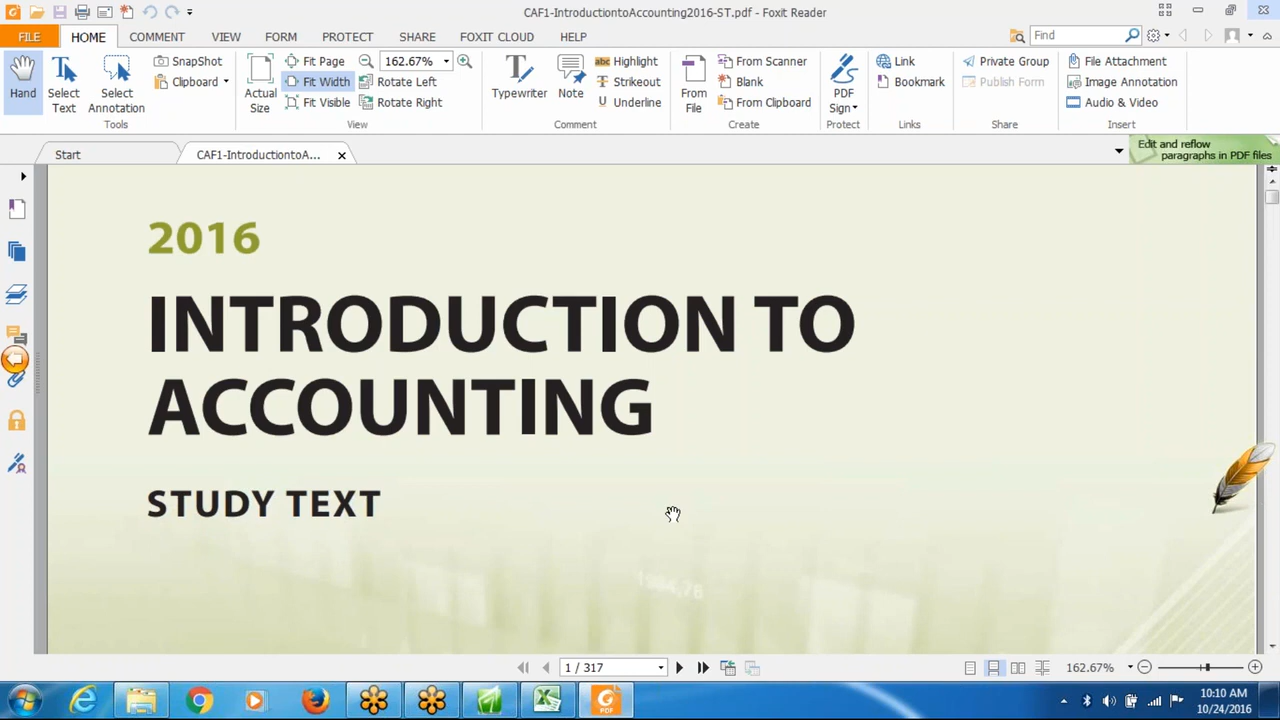 CAF1-IntroductiontoAccounting2016-ST.pdf - Foxit Reader
FILE HOME COMMENT VIEW FORM PROTECT SHARE FOXIT CLOUD HELP Find
Hand
Select Text
Select Annotation
SnapShot
Clipboard
Tools
Actual Size
Fit Page
Fit Width
Fit Visible
162.67%
Rotate Left
Rotate Right
View
Typewriter
Note
Highlight
Strikeout
Underline
Comment
From File
From Scanner
Blank
From Clipboard
Create
PDF Sign
Protect
Link
Bookmark
Links
Private Group
Publish Form
Share
File Attachment
Image Annotation
Audio & Video
Insert
Start
CAF1-IntroductiontoA...
Edit and reflow
paragraphs in PDF files
2016
INTRODUCTION TO
ACCOUNTING
STUDY TEXT
1 / 317
162.67%
10:10 AM
10/24/2016